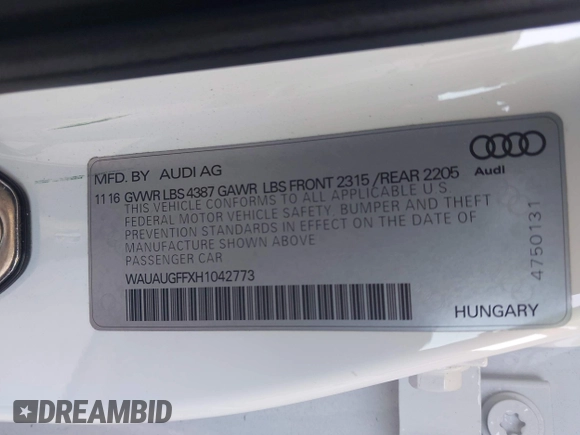 MFD. BY AUDI AG
11 16 GVWR LBS 4387 GAWR LBS FRONT 2315 /REAR 2205
THIS VEHICLE CONFORMS TO ALL APPLICABLE U.S.
FEDERAL MOTOR VEHICLE SAFETY, BUMPER AND THEFT
PREVENTION STANDARDS IN EFFECT ON THE DATE OF
MANUFACTURE SHOWN ABOVE
PASSENGER CAR
WAUAUGFFXH1042773
Audi
4750131
HUNGARY
DREAMBID